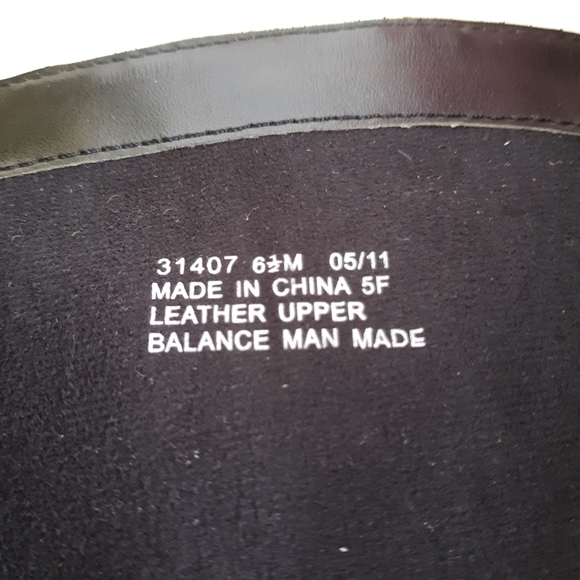 31407 6½M 05/11
MADE IN CHINA 5F
LEATHER UPPER
BALANCE MAN MADE